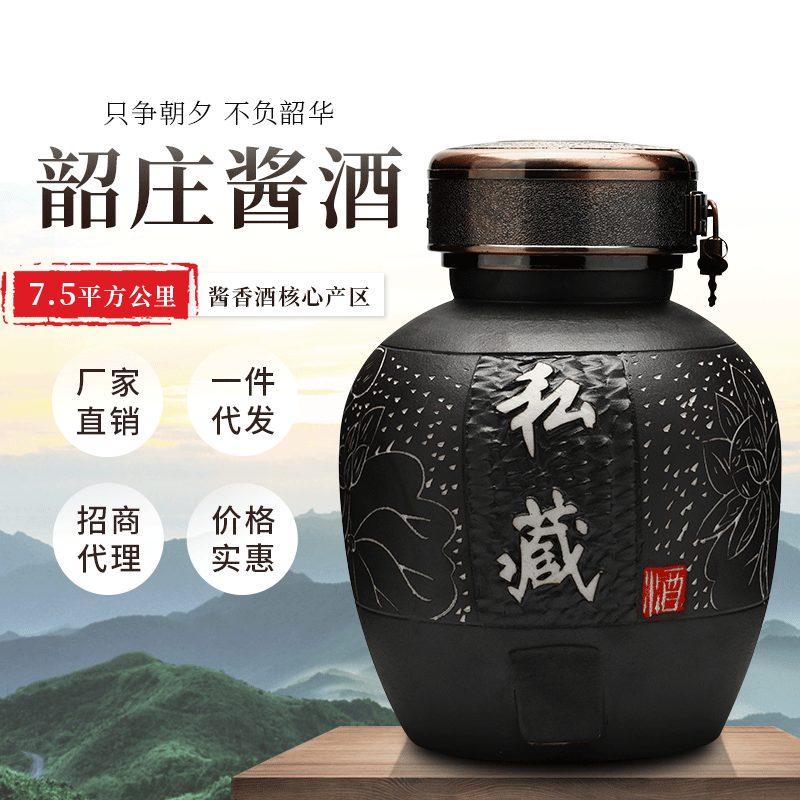 只争朝夕 不负韶华
韶庄酱酒
7.5平方公里 酱香酒核心产区
厂家
直销
一件
代发
招商
代理
价格
实惠
私
藏
酒